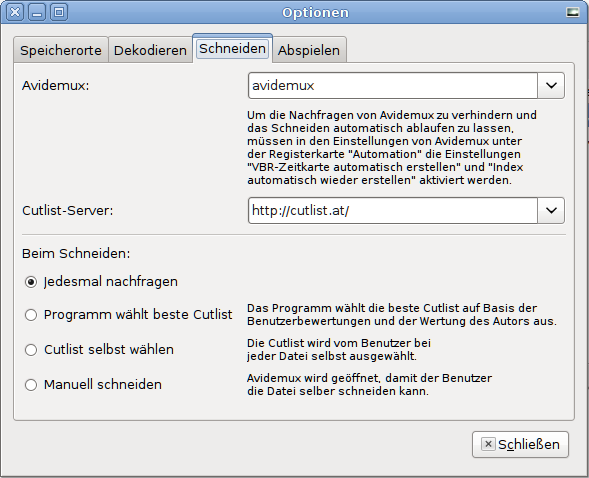 Optionen
Speicherorte Dekodieren Schneiden Abspielen
Avidemux: avidemux
Um die Nachfragen von Avidemux zu verhindern und
das Schneiden automatisch ablaufen zu lassen,
müssen in den Einstellungen von Avidemux unter
der Registerkarte "Automation" die Einstellungen
"VBR-Zeitkarte automatisch erstellen" und "Index
automatisch wieder erstellen" aktiviert werden.
Cutlist-Server: http://cutlist.at/
Beim Schneiden:
Jedesmal nachfragen
Programm wählt beste Cutlist
Das Programm wählt die beste Cutlist auf Basis der
Benutzerbewertungen und der Wertung des Autors aus.
Cutlist selbst wählen
Die Cutlist wird vom Benutzer bei
jeder Datei selbst ausgewählt.
Manuell schneiden
Avidemux wird geöffnet, damit der Benutzer
die Datei selber schneiden kann.
Schließen